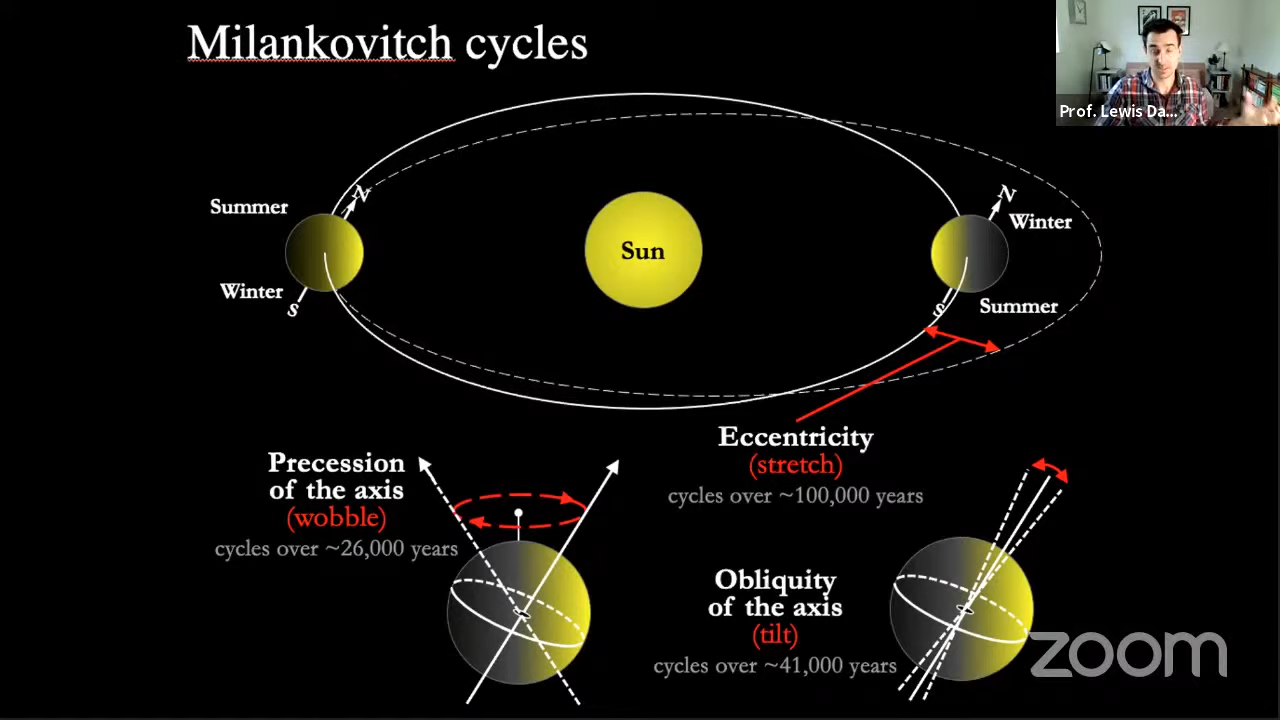 Milankovitch cycles
Prof. Lewis Da...
N
N
Summer
Winter
Sun
Winter
S
S
Summer
Eccentricity
(stretch)
cycles over ~100,000 years
Precession
of the axis
(wobble)
cycles over ~26,000 years
Obliquity
of the axis
(tilt)
cycles over ~41,000 years
zoom